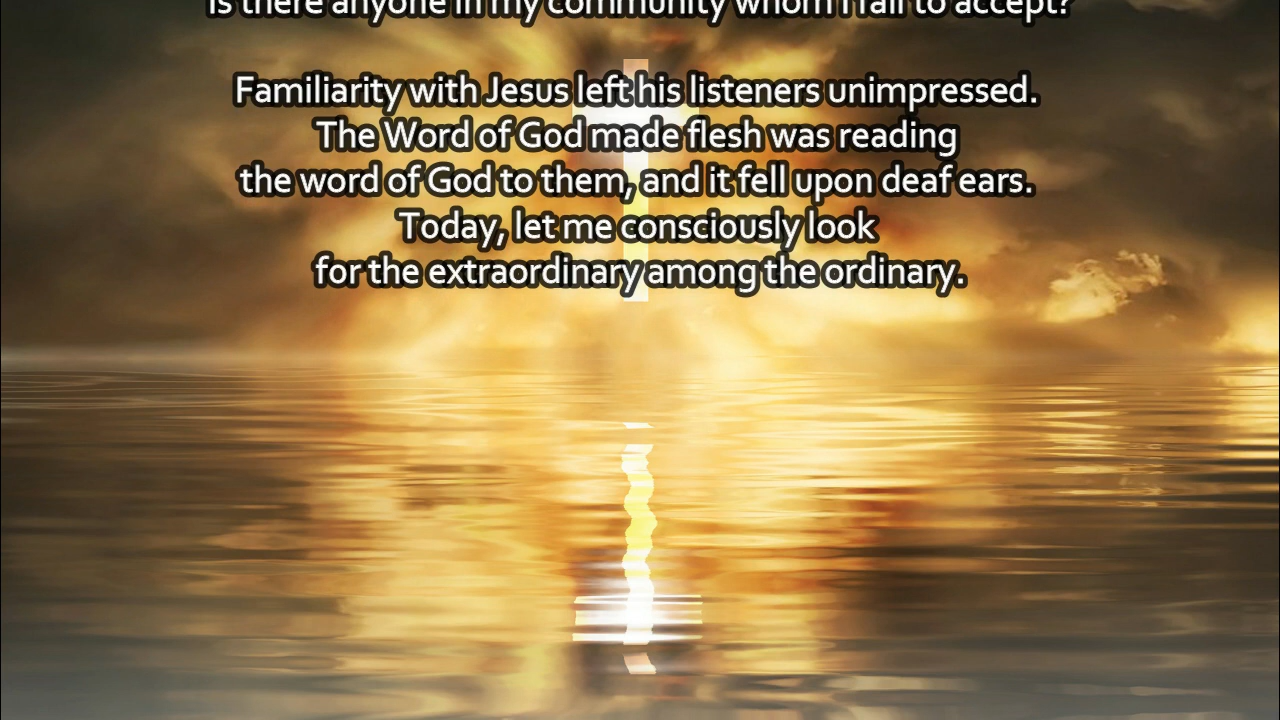 Is there anyone in my community whom I fail to accept?
Familiarity with Jesus left his listeners unimpressed.
The Word of God made flesh was reading
the word of God to them, and it fell upon deaf ears.
Today, let me consciously look
for the extraordinary among the ordinary.